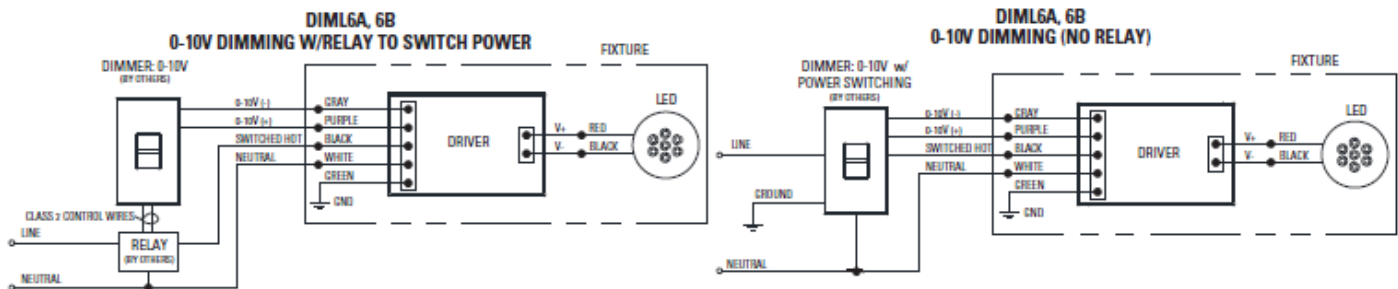 DIML6A, 6B
0-10V DIMMING W/RELAY TO SWITCH POWER
FIXTURE
DIMMER: 0-10V
(BY OTHERS)
LED
0-10V (-)
GRAY
0-10V (+)
PURPLE
SWITCHED HOT
BLACK
NEUTRAL
WHITE
GREEN
GND
DRIVER
V+
RED
V-
BLACK
CLASS 2 CONTROL WIRES
LINE
RELAY
(BY OTHERS)
NEUTRAL
DIML6A, 6B
0-10V DIMMING (NO RELAY)
FIXTURE
DIMMER: 0-10V w/
POWER SWITCHING
(BY OTHERS)
LED
0-10V (-)
GRAY
0-10V (+)
PURPLE
SWITCHED HOT
BLACK
NEUTRAL
WHITE
GREEN
GND
DRIVER
V+
RED
V-
BLACK
LINE
GROUND
NEUTRAL